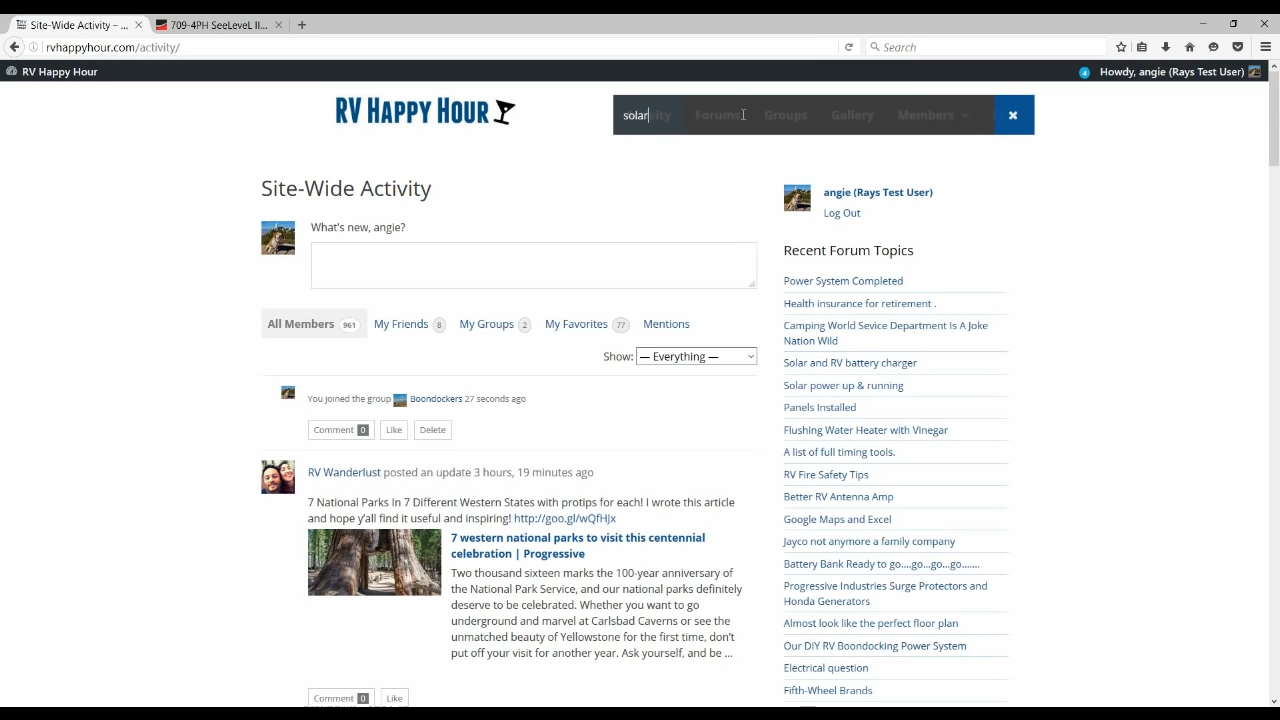 Site-Wide Activity – ...
709-4PH SeeLeveL II...
rvhappyhour.com/activity/
Search
RV Happy Hour
4
Howdy, angie (Rays Test User)
RV HAPPY HOUR
solar
Forums
Groups
Gallery
Members
Site-Wide Activity
What's new, angie?
All Members 961
My Friends 8
My Groups 2
My Favorites 77
Mentions
Show: — Everything —
You joined the group Boondockers 27 seconds ago
Comment 0
Like
Delete
RV Wanderlust posted an update 3 hours, 19 minutes ago
7 National Parks in 7 Different Western States with protips for each! I wrote this article
and hope y'all find it useful and inspiring! http://goo.gl/wQfHJx
7 western national parks to visit this centennial
celebration | Progressive
Two thousand sixteen marks the 100-year anniversary of
the National Park Service, and our national parks definitely
deserve to be celebrated. Whether you want to go
underground and marvel at Carlsbad Caverns or see the
unmatched beauty of Yellowstone for the first time, don't
put off your visit for another year. Ask yourself, and be ...
Comment 0
Like
angie (Rays Test User)
Log Out
Recent Forum Topics
Power System Completed
Health insurance for retirement .
Camping World Sevice Department Is A Joke
Nation Wild
Solar and RV battery charger
Solar power up & running
Panels Installed
Flushing Water Heater with Vinegar
A list of full timing tools.
RV Fire Safety Tips
Better RV Antenna Amp
Google Maps and Excel
Jayco not anymore a family company
Battery Bank Ready to go....go...go...go.......
Progressive Industries Surge Protectors and
Honda Generators
Almost look like the perfect floor plan
Our DIY RV Boondocking Power System
Electrical question
Fifth-Wheel Brands